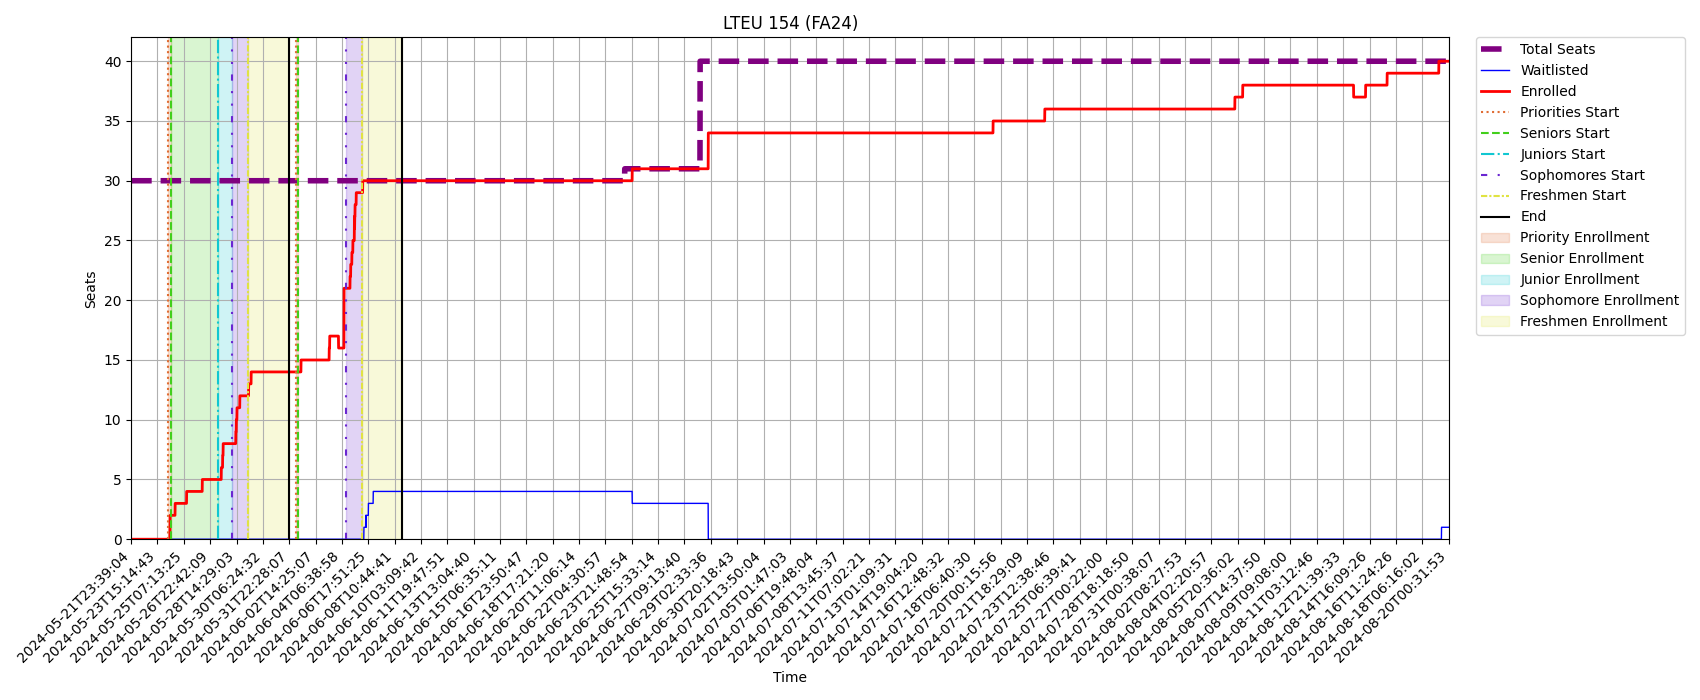 LTEU 154 (FA24)
Seats
40
35
30
25
20
15
10
5
0
2024-05-21T23:39:04
2024-05-23T15:14:43
2024-05-25T07:13:25
2024-05-26T22:42:09
2024-05-28T14:29:03
2024-05-30T06:24:32
2024-05-31T22:28:07
2024-06-02T14:25:07
2024-06-04T06:38:58
2024-06-06T17:51:25
2024-06-08T10:44:41
2024-06-10T03:09:42
2024-06-11T19:47:51
2024-06-13T13:04:40
2024-06-15T06:35:11
2024-06-16T23:50:47
2024-06-18T17:21:20
2024-06-20T11:06:14
2024-06-22T04:30:57
2024-06-23T21:48:54
2024-06-25T15:33:14
2024-06-27T09:13:40
2024-06-29T02:33:36
2024-06-30T20:18:43
2024-07-02T13:50:04
2024-07-05T01:47:03
2024-07-06T19:48:04
2024-07-08T13:45:37
2024-07-11T07:02:21
2024-07-13T01:09:31
2024-07-14T19:04:20
2024-07-16T12:48:32
2024-07-18T06:40:30
2024-07-20T00:15:56
2024-07-21T18:29:09
2024-07-23T12:38:46
2024-07-25T06:39:41
2024-07-27T00:22:00
2024-07-28T18:18:50
2024-07-31T00:38:07
2024-08-02T08:27:53
2024-08-04T02:20:57
2024-08-05T20:36:02
2024-08-07T14:37:50
2024-08-09T09:08:00
2024-08-11T03:12:46
2024-08-12T21:39:33
2024-08-14T16:09:26
2024-08-16T11:24:26
2024-08-18T06:16:02
2024-08-20T00:31:53
Time
Total Seats
Waitlisted
Enrolled
Priorities Start
Seniors Start
Juniors Start
Sophomores Start
Freshmen Start
End
Priority Enrollment
Senior Enrollment
Junior Enrollment
Sophomore Enrollment
Freshmen Enrollment